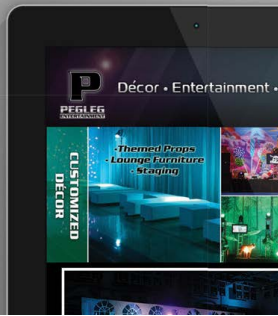 P
Décor • Entertainment •
PEGLEG
ENTERTAINMENT
CUSTOMIZED
DÉCOR
•Themed Props
• Lounge Furniture
• Staging